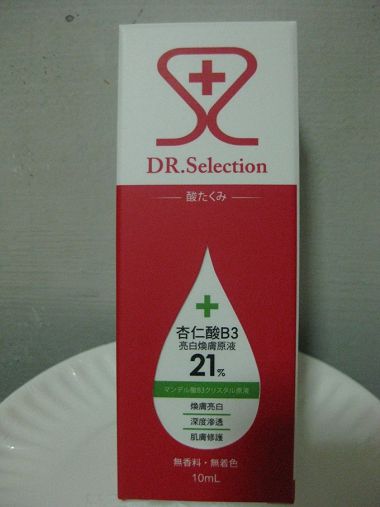 DR.Selection
酸たくみ
杏仁酸B3
亮白煥膚原液
21%
マンデル酸B3クリスタル原液
煥膚亮白
深度滲透
肌膚修護
無香料・無着色
10mL